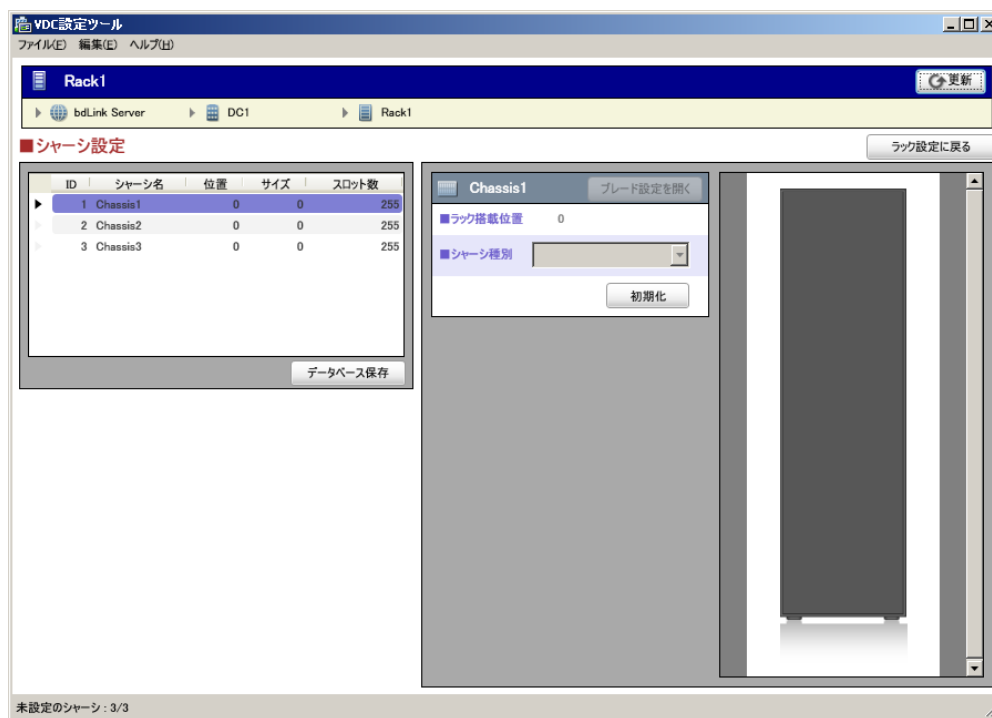 VDC設定ツール
ファイル(F) 編集(E) ヘルプ(H)
Rack1 更新
bdLink Server DC1 Rack1
■シャーシ設定 ラック設定に戻る
ID シャーシ名 位置 サイズ スロット数
1 Chassis1 0 0 255
2 Chassis2 0 0 255
3 Chassis3 0 0 255
データベース保存
Chassis1 ブレード設定を開く
■ラック搭載位置 0
■シャーシ種別
初期化
未設定のシャーシ : 3/3